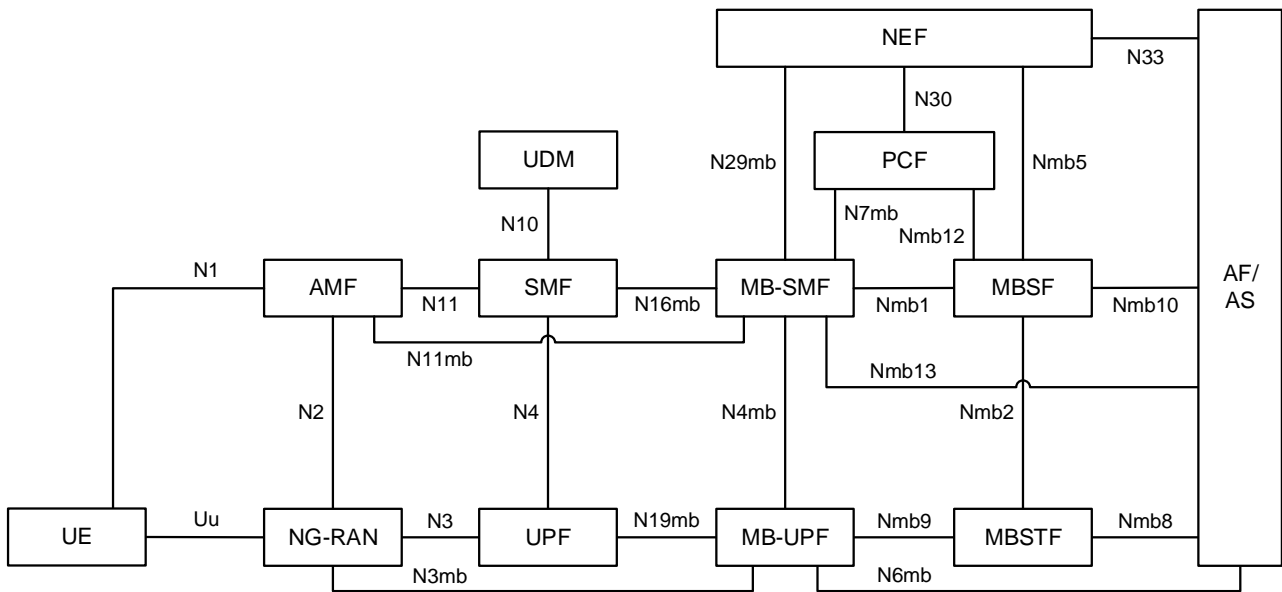 NEF
N33
N30
UDM
PCF
N29mb
Nmb5
N7mb
N10
Nmb12
N1
AMF
SMF
MB-SMF
MBSF
AF/
AS
N11
N16mb
Nmb1
Nmb10
N11mb
Nmb13
N2
N4
N4mb
Nmb2
UE
Uu
NG-RAN
N3
UPF
N19mb
MB-UPF
Nmb9
MBSTF
Nmb8
N3mb
N6mb